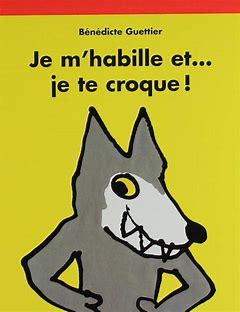 Bénédicte Guettier
Je m'habille et...
je te croque !